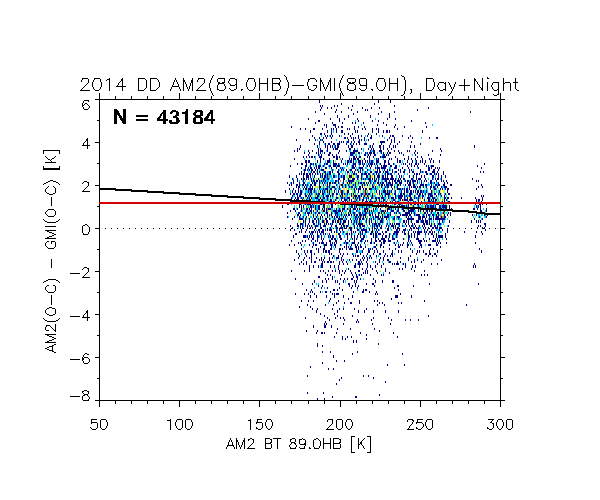 2014 DD AM2(89.0HB)−GMI(89.0H), Day+Night
N = 43184
6
4
2
0
−2
−4
−6
−8
AM2(O−C) − GMI(O−C) [K]
50 100 150 200 250 300
AM2 BT 89.0HB [K]